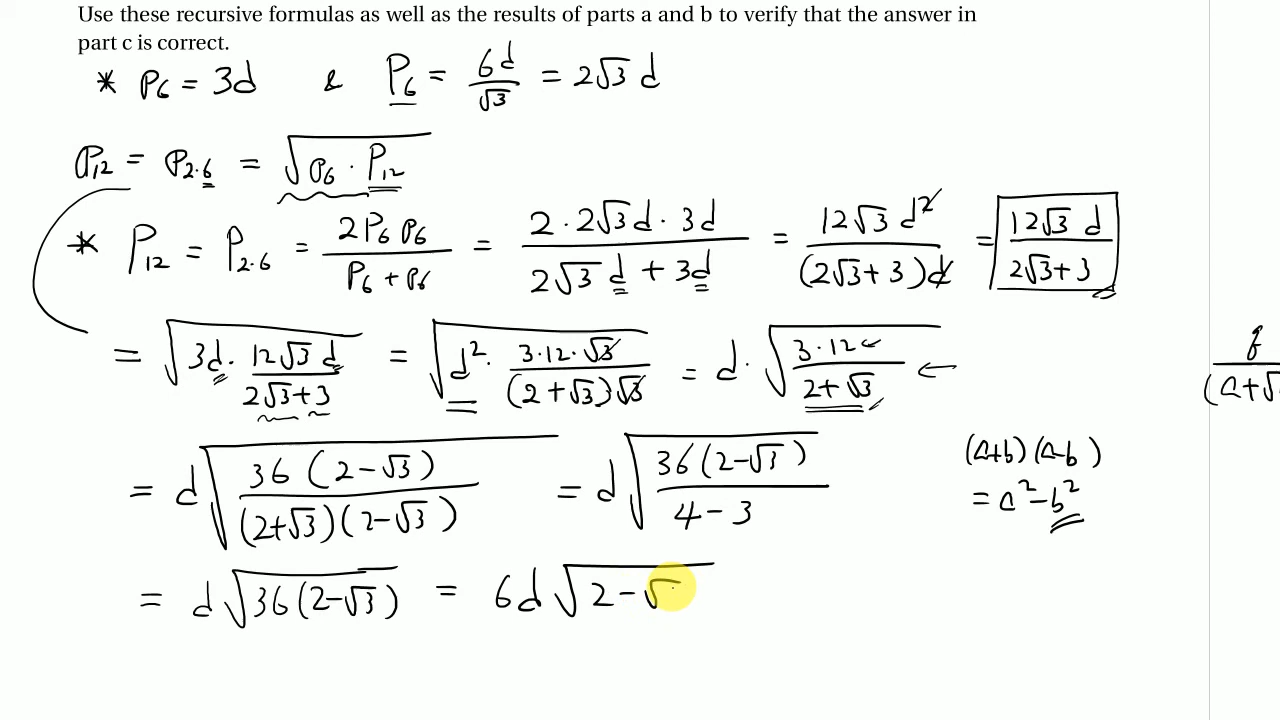 Use these recursive formulas as well as the results of parts a and b to verify that the answer in
part c is correct.
* p₆ = 3d & P₆ = 6d/√3 = 2√3 d
p₁₂ = p₂.₆ = √(p₆ · P₁₂)
* P₁₂ = P₂.₆ = 2P₆ p₆/(P₆ + p₆) = 2 · 2√3d · 3d/(2√3 d + 3d) = 12√3 d²/((2√3 + 3)d) = 12√3 d/(2√3 + 3)
= √(3d · 12√3 d/(2√3 + 3)) = √(d² · 3·12·√3/((2 + √3)√3)) = d · √(3·12/(2 + √3)) ←
= d√(36(2-√3)/((2+√3)(2-√3))) = d√(36(2-√3)/(4-3))
(a+b)(a-b)
= a² - b²
= d√(36(2-√3)) = 6d√(2-√